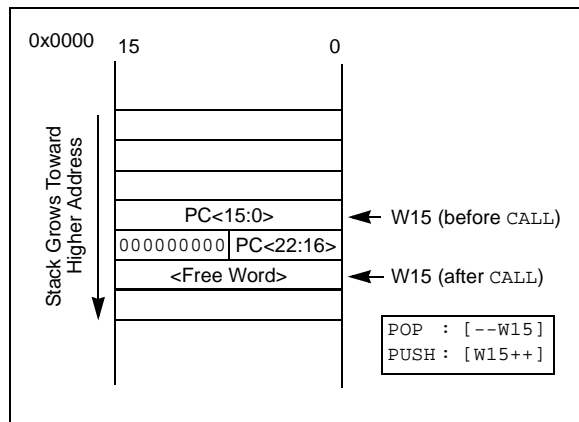 0x0000
15
0
Stack Grows Toward
Higher Address
PC<15:0>
W15 (before CALL)
000000000
PC<22:16>
<Free Word>
W15 (after CALL)
POP : [--W15]
PUSH : [W15++]